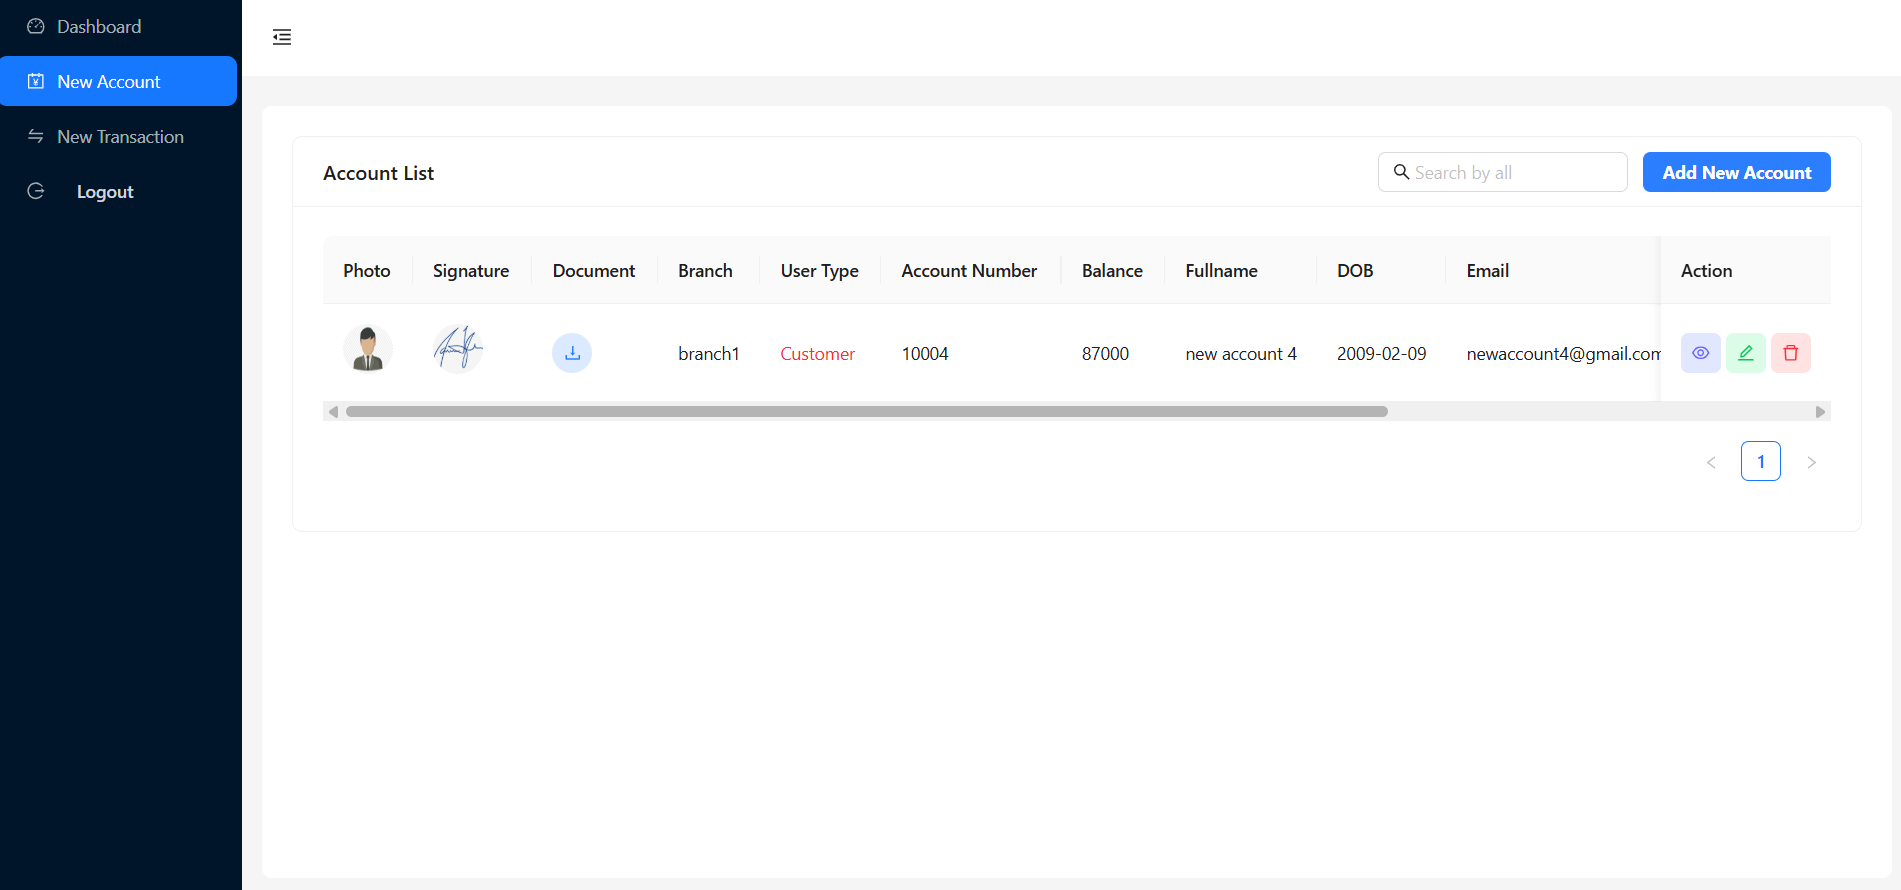 Dashboard
New Account
New Transaction
Logout
Account List
Search by all
Add New Account
Photo Signature Document Branch User Type Account Number Balance Fullname DOB Email Action
branch1 Customer 10004 87000 new account 4 2009-02-09 newaccount4@gmail.com
1